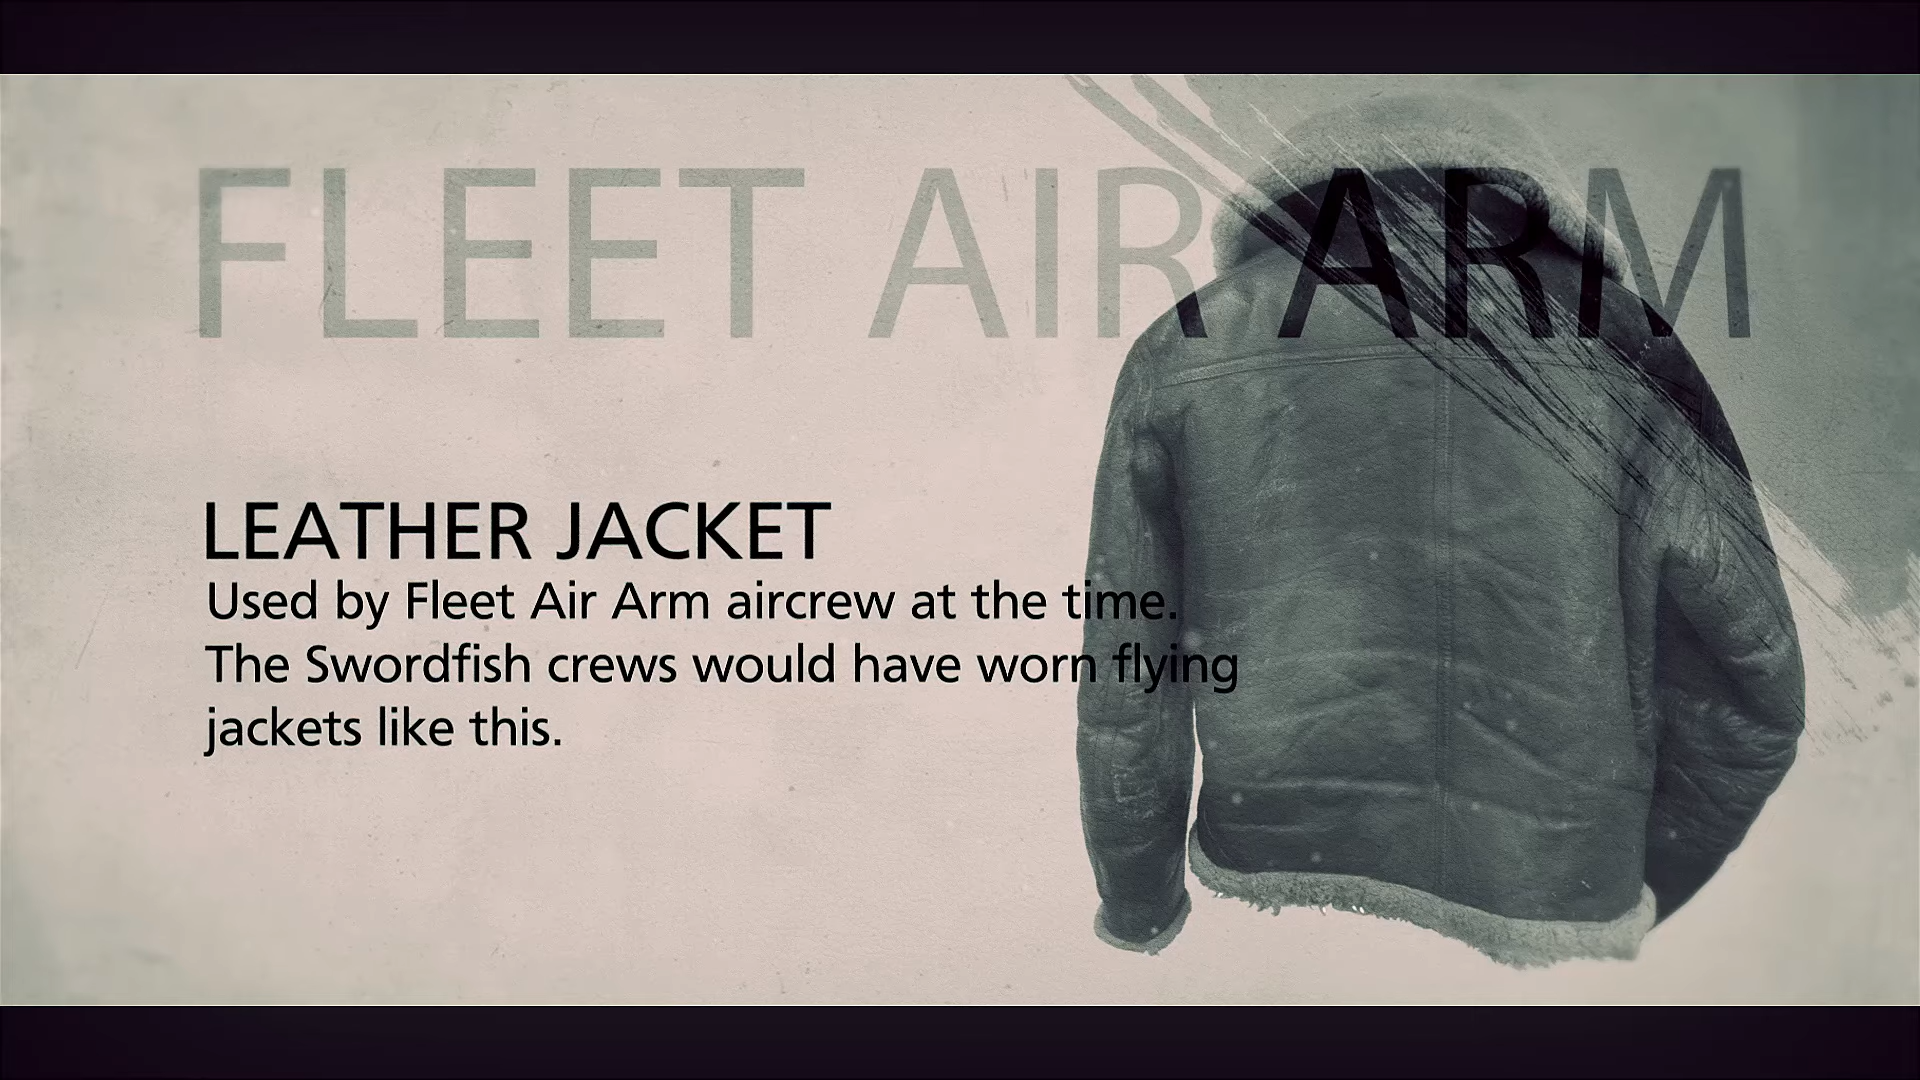 FLEET AIR ARM
LEATHER JACKET
Used by Fleet Air Arm aircrew at the time.
The Swordfish crews would have worn flying
jackets like this.